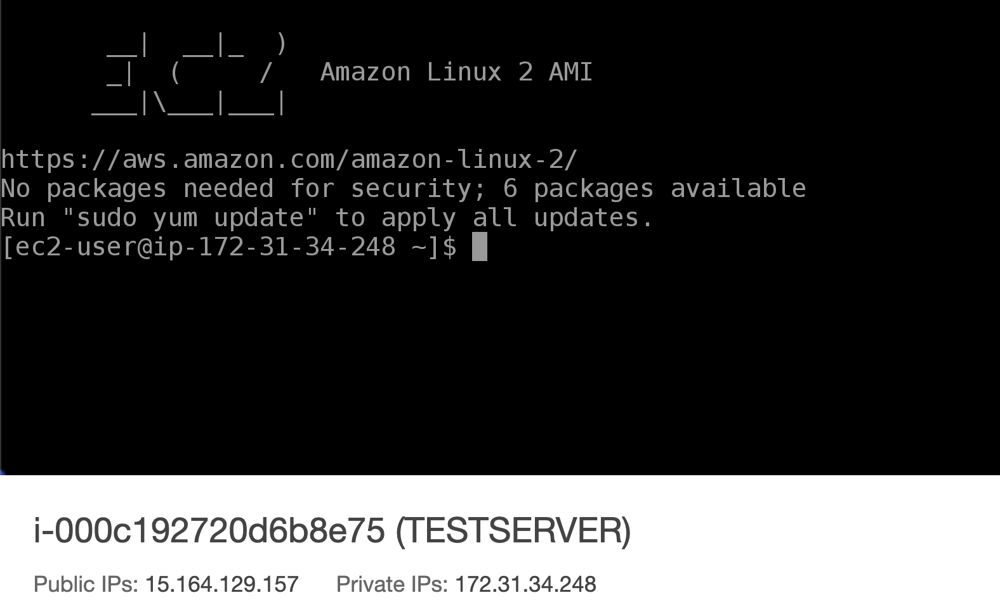 __|  __|_  )
       _|  (     /   Amazon Linux 2 AMI
      ___|\___|___|
https://aws.amazon.com/amazon-linux-2/
No packages needed for security; 6 packages available
Run "sudo yum update" to apply all updates.
[ec2-user@ip-172-31-34-248 ~]$
i-000c192720d6b8e75 (TESTSERVER)
Public IPs: 15.164.129.157 Private IPs: 172.31.34.248